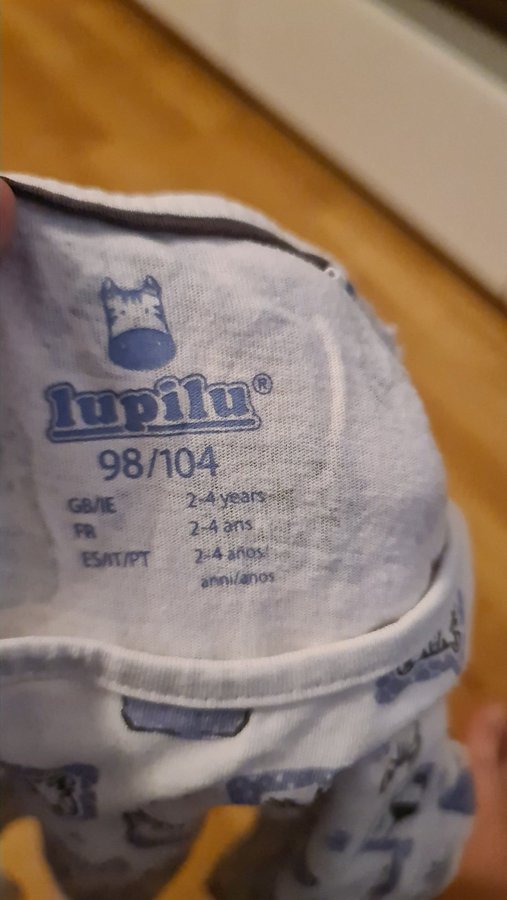 lupilu®
98/104
GB/IE 2-4 years
FR 2-4 ans
ES/IT/PT 2-4 años/
anni/anos